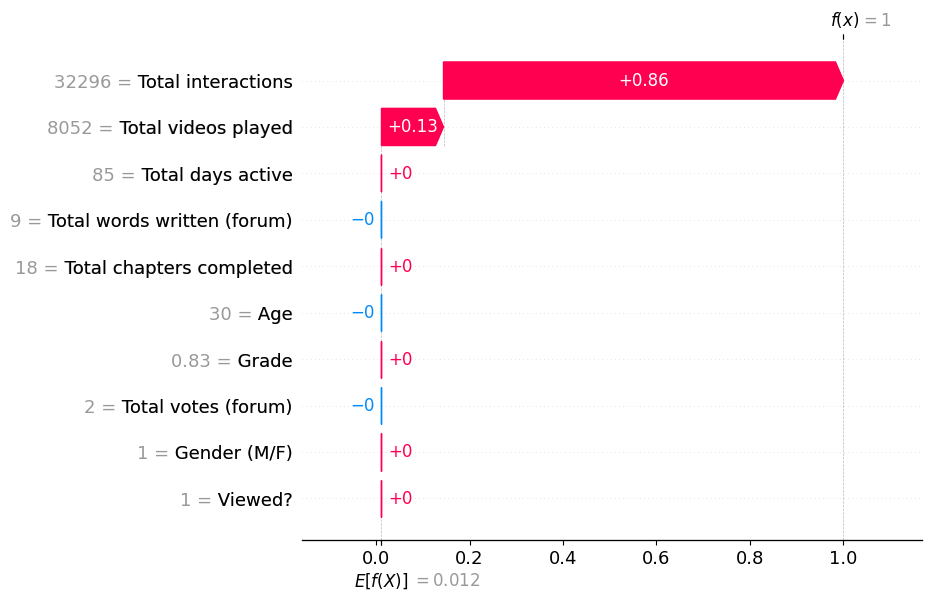 f(x) = 1
32296 = Total interactions
+0.86
8052 = Total videos played
+0.13
85 = Total days active
+0
9 = Total words written (forum)
−0
18 = Total chapters completed
+0
30 = Age
−0
0.83 = Grade
+0
2 = Total votes (forum)
−0
1 = Gender (M/F)
+0
1 = Viewed?
+0
0.0 0.2 0.4 0.6 0.8 1.0
E[f(X)] = 0.012